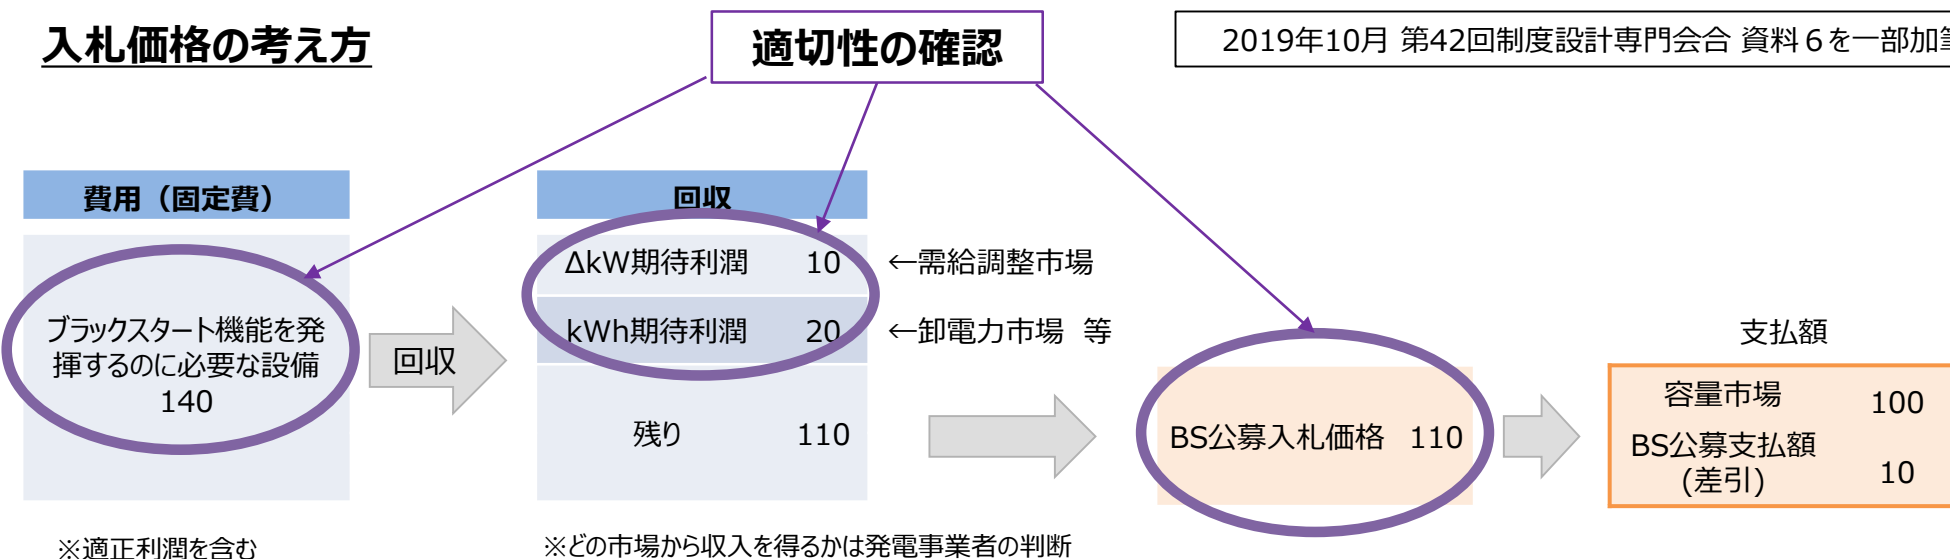 入札価格の考え方
適切性の確認
2019年10月 第42回制度設計専門会合 資料6を一部加筆
費用（固定費）
ブラックスタート機能を発
揮するのに必要な設備
140
※適正利潤を含む
回収
回収
ΔkW期待利潤 10 ←需給調整市場
kWh期待利潤 20 ←卸電力市場 等
残り 110
※どの市場から収入を得るかは発電事業者の判断
BS公募入札価格 110
支払額
容量市場 100
BS公募支払額
(差引) 10